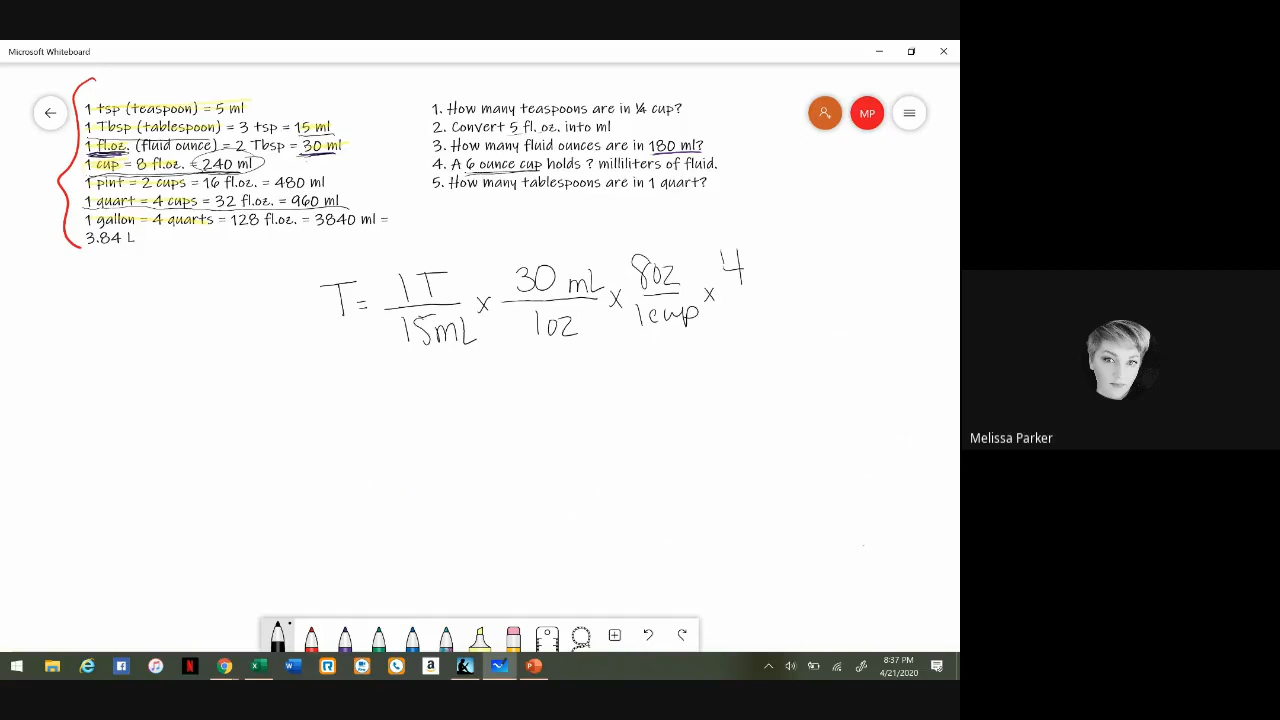 Microsoft Whiteboard
1 tsp (teaspoon) = 5 ml
1 Tbsp (tablespoon) = 3 tsp = 15 ml
1 fl.oz. (fluid ounce) = 2 Tbsp = 30 ml
1 cup = 8 fl.oz. = 240 ml
1 pint = 2 cups = 16 fl.oz. = 480 ml
1 quart = 4 cups = 32 fl.oz. = 960 ml
1 gallon = 4 quarts = 128 fl.oz. = 3840 ml =
3.84 L
1. How many teaspoons are in ¼ cup?
2. Convert 5 fl. oz. into ml
3. How many fluid ounces are in 180 ml?
4. A 6 ounce cup holds ? milliliters of fluid.
5. How many tablespoons are in 1 quart?
MP
T = 1T / 15mL × 30 mL / 1oz × 8oz / 1cup × 4
Melissa Parker
8:37 PM
4/21/2020